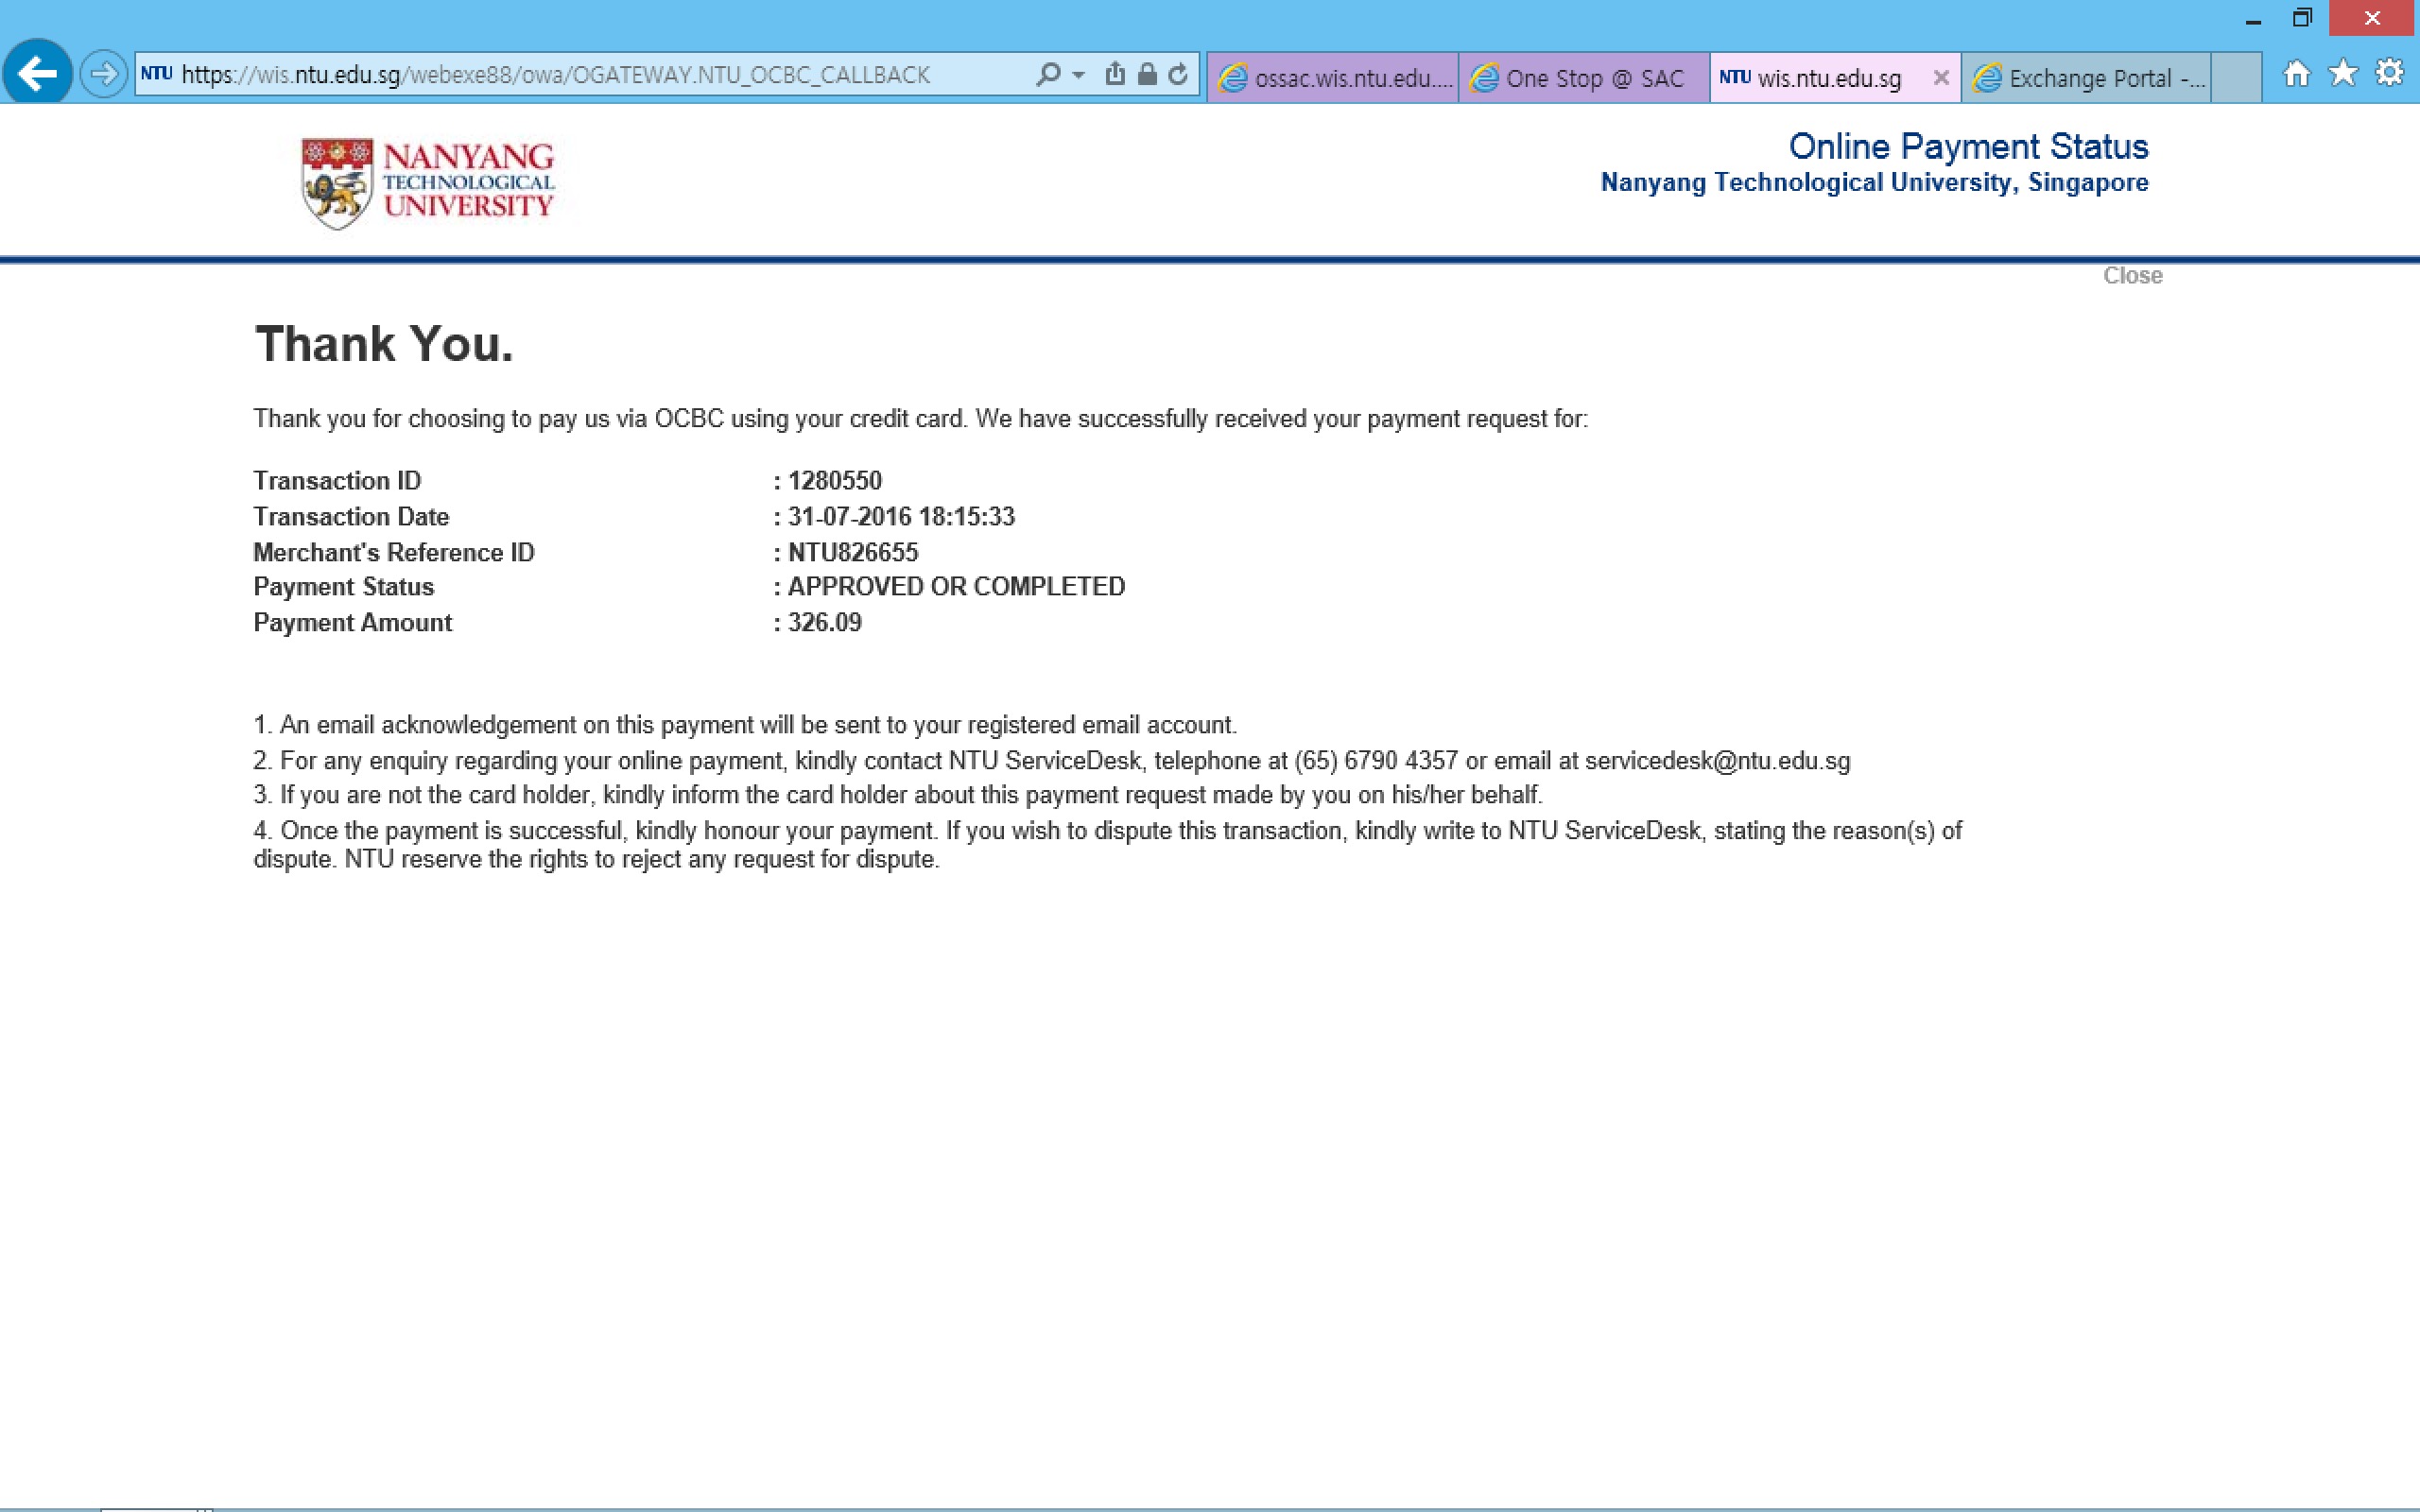 NTU https://wis.ntu.edu.sg/webexe88/owa/OGATEWAY.NTU_OCBC_CALLBACK
ossac.wis.ntu.edu....
One Stop @ SAC
NTU wis.ntu.edu.sg
Exchange Portal -...
NANYANG
TECHNOLOGICAL
UNIVERSITY
Online Payment Status
Nanyang Technological University, Singapore
Close
Thank You.
Thank you for choosing to pay us via OCBC using your credit card. We have successfully received your payment request for:
Transaction ID : 1280550
Transaction Date : 31-07-2016 18:15:33
Merchant's Reference ID : NTU826655
Payment Status : APPROVED OR COMPLETED
Payment Amount : 326.09
1. An email acknowledgement on this payment will be sent to your registered email account.
2. For any enquiry regarding your online payment, kindly contact NTU ServiceDesk, telephone at (65) 6790 4357 or email at servicedesk@ntu.edu.sg
3. If you are not the card holder, kindly inform the card holder about this payment request made by you on his/her behalf.
4. Once the payment is successful, kindly honour your payment. If you wish to dispute this transaction, kindly write to NTU ServiceDesk, stating the reason(s) of
dispute. NTU reserve the rights to reject any request for dispute.